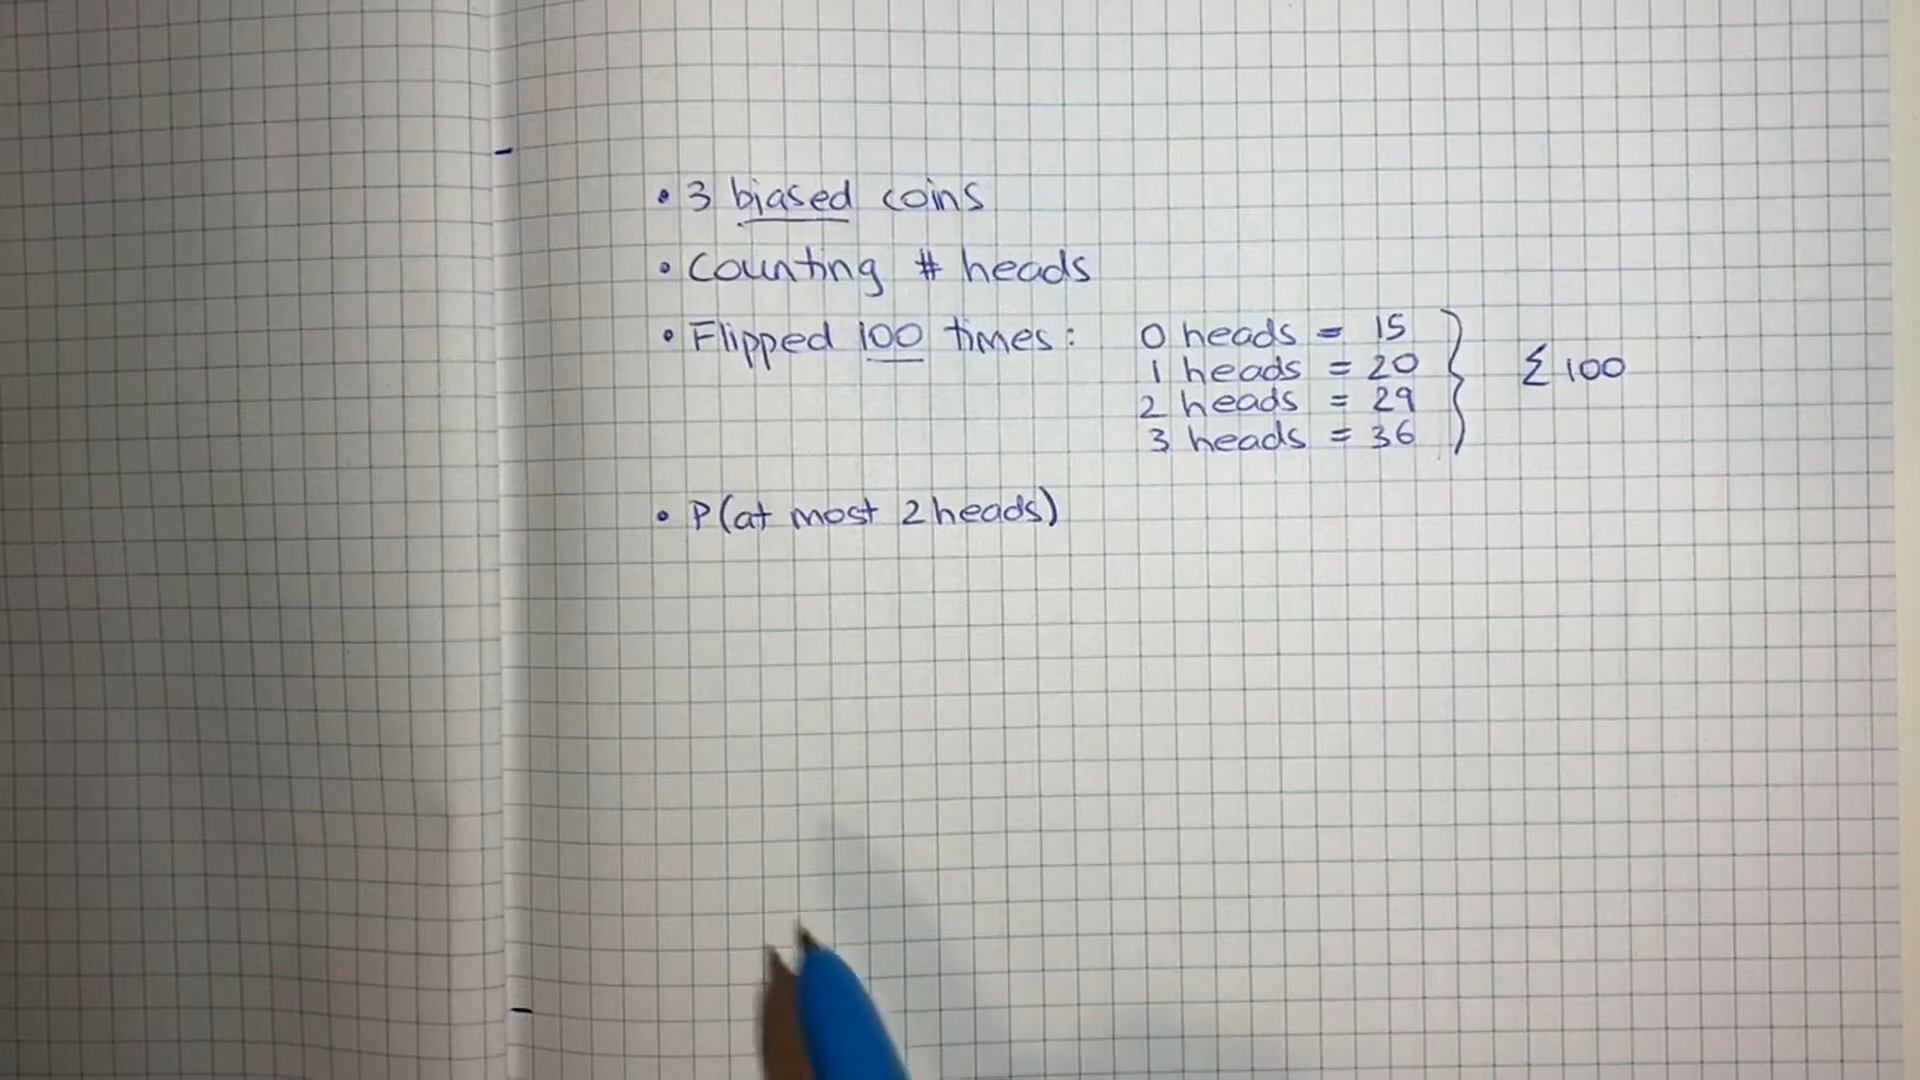 • 3 biased coins
• Counting # heads
• Flipped 100 times: 0 heads = 15
1 heads = 20
2 heads = 29
3 heads = 36
Σ 100
• P(at most 2 heads)